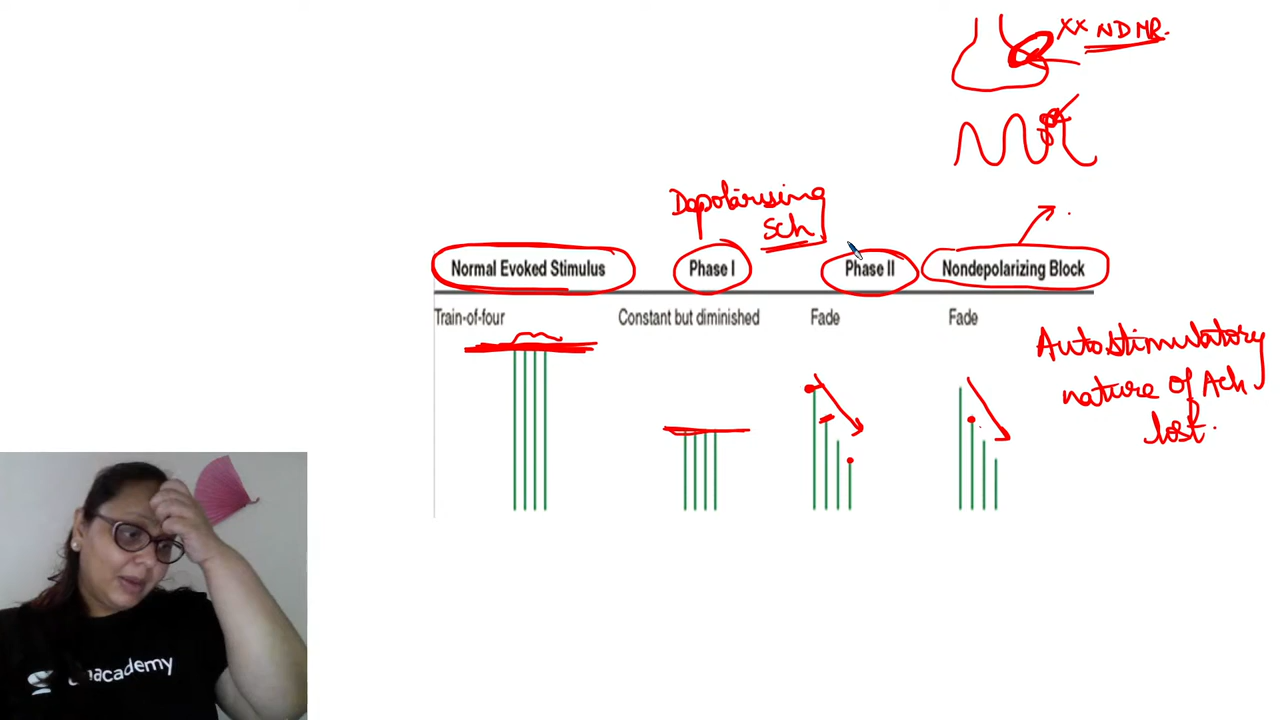 XX NDMR.
Depolarising
Sch
Normal Evoked Stimulus Phase I Phase II Nondepolarizing Block
Train-of-four Constant but diminished Fade Fade
Autostimulatory
nature of Ach
lost.
academy